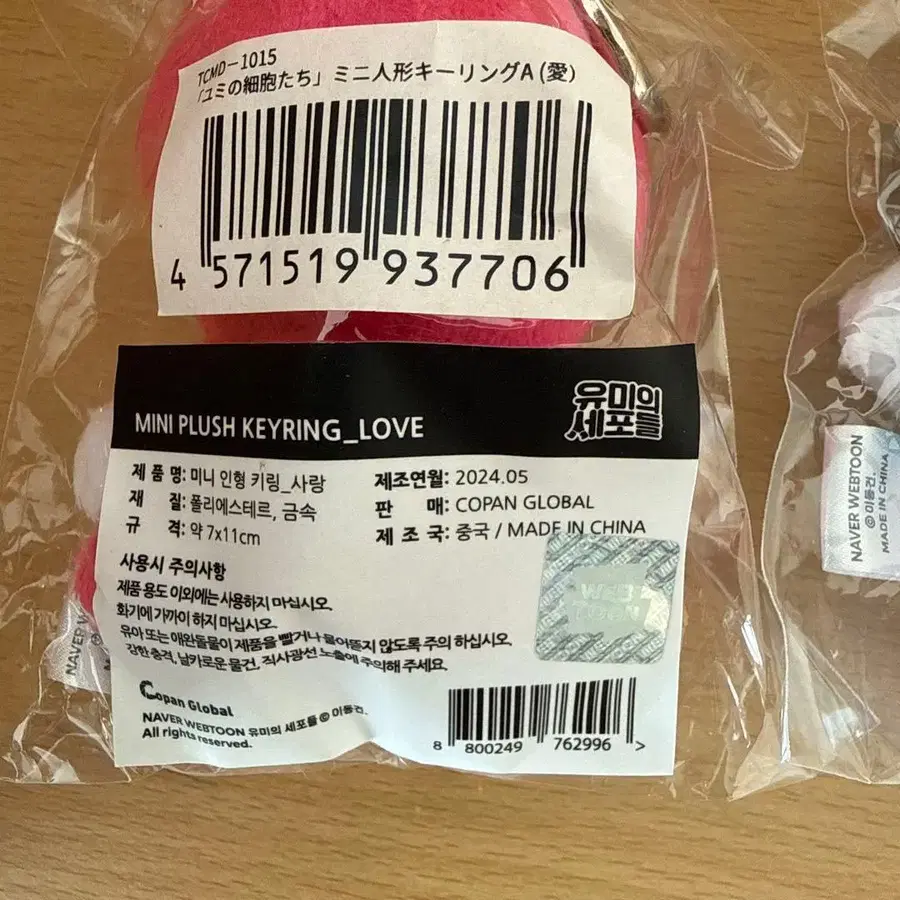 TCMD-1015
「ユミの細胞たち」ミニ人形キーリングA(愛)
4 571519 937706
MINI PLUSH KEYRING_LOVE
유미의
세포들
제 품 명: 미니 인형 키링_사랑
재 질: 폴리에스테르, 금속
규 격: 약 7x11cm
제조연월: 2024.05
판 매: COPAN GLOBAL
제 조 국: 중국 / MADE IN CHINA
사용시 주의사항
제품 용도 이외에는 사용하지 마십시오.
화기에 가까이 하지 마십시오.
유아 또는 애완동물이 제품을 빨거나 물어뜯지 않도록 주의 하십시오.
강한 충격, 날카로운 물건, 직사광선 노출에 주의해 주세요.
WEB
TOON
Copan Global
NAVER WEBTOON 유미의 세포들 © 이동건.
All rights reserved.
8 800249 762996 >
NAVER W
NAVER WEBTOON
© 이동건.
MADE IN CHINA